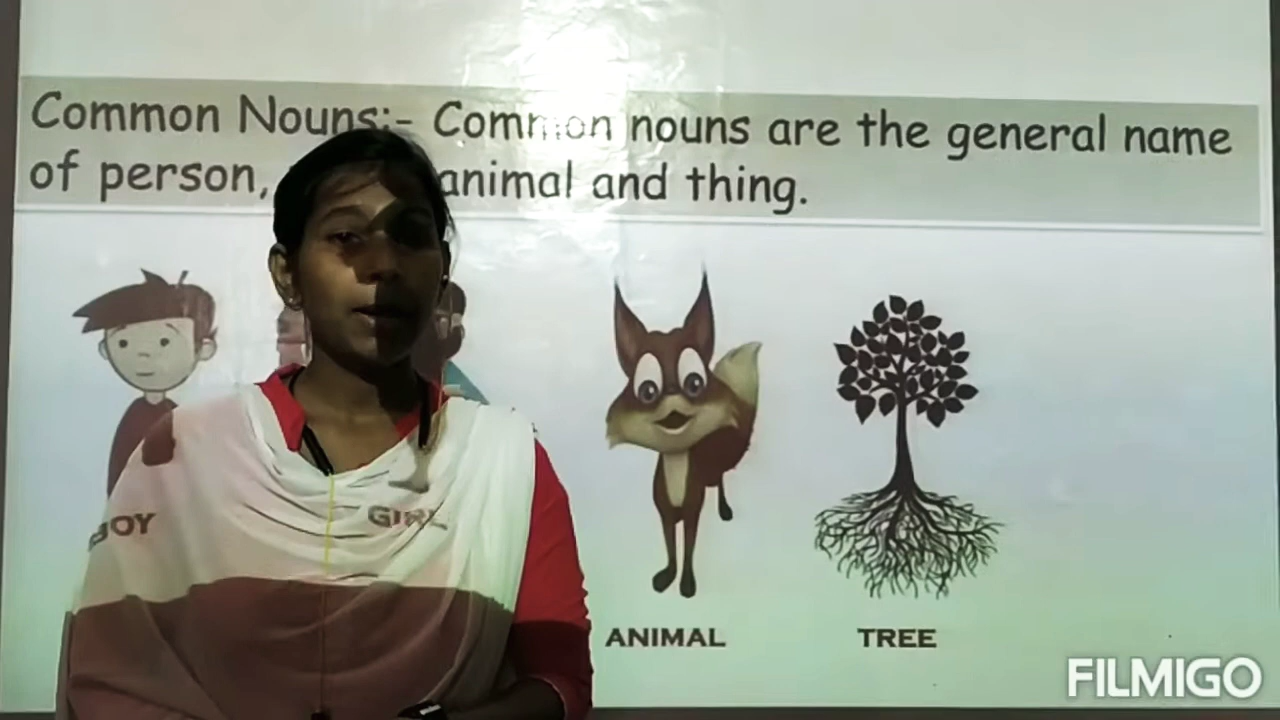 Common Nouns:- Common nouns are the general name
of person, animal and thing.
BOY
GIRL
ANIMAL
TREE
FILMIGO